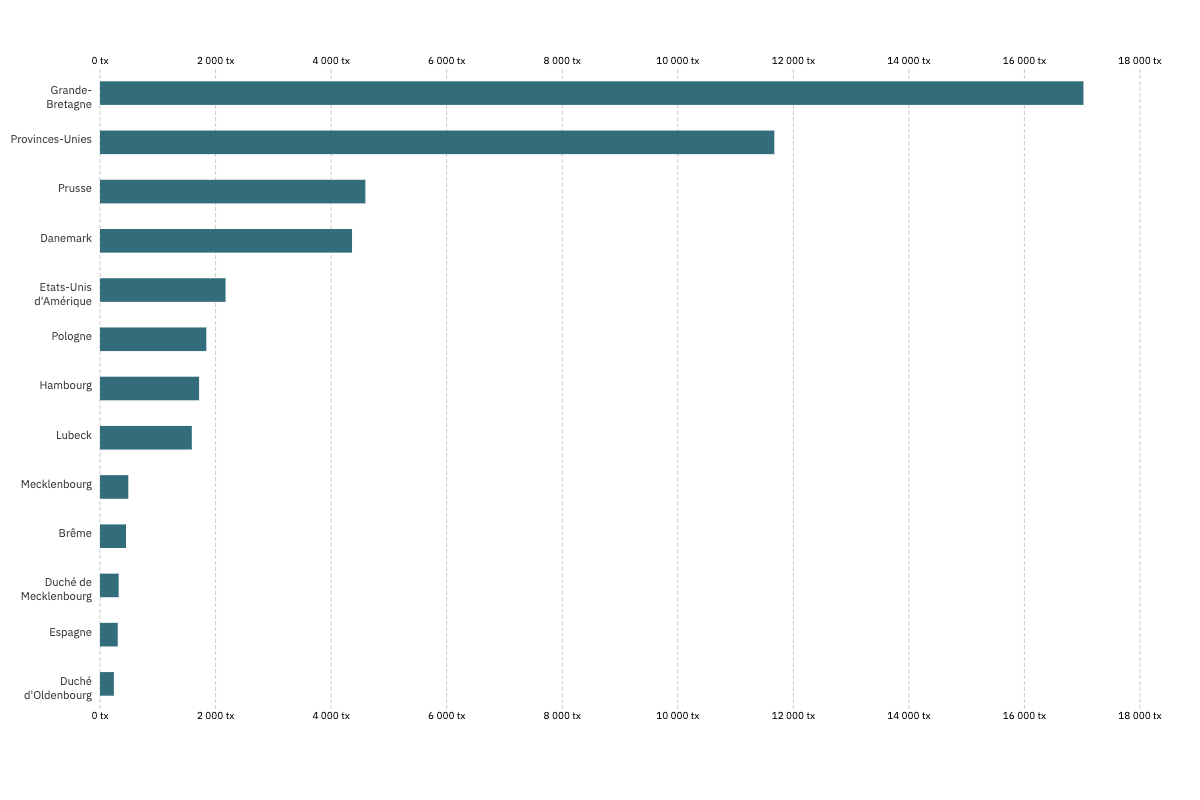 0 tx 2 000 tx 4 000 tx 6 000 tx 8 000 tx 10 000 tx 12 000 tx 14 000 tx 16 000 tx 18 000 tx
Grande-
Bretagne
Provinces-Unies
Prusse
Danemark
Etats-Unis
d'Amérique
Pologne
Hambourg
Lubeck
Mecklenbourg
Brême
Duché de
Mecklenbourg
Espagne
Duché
d'Oldenbourg
0 tx 2 000 tx 4 000 tx 6 000 tx 8 000 tx 10 000 tx 12 000 tx 14 000 tx 16 000 tx 18 000 tx